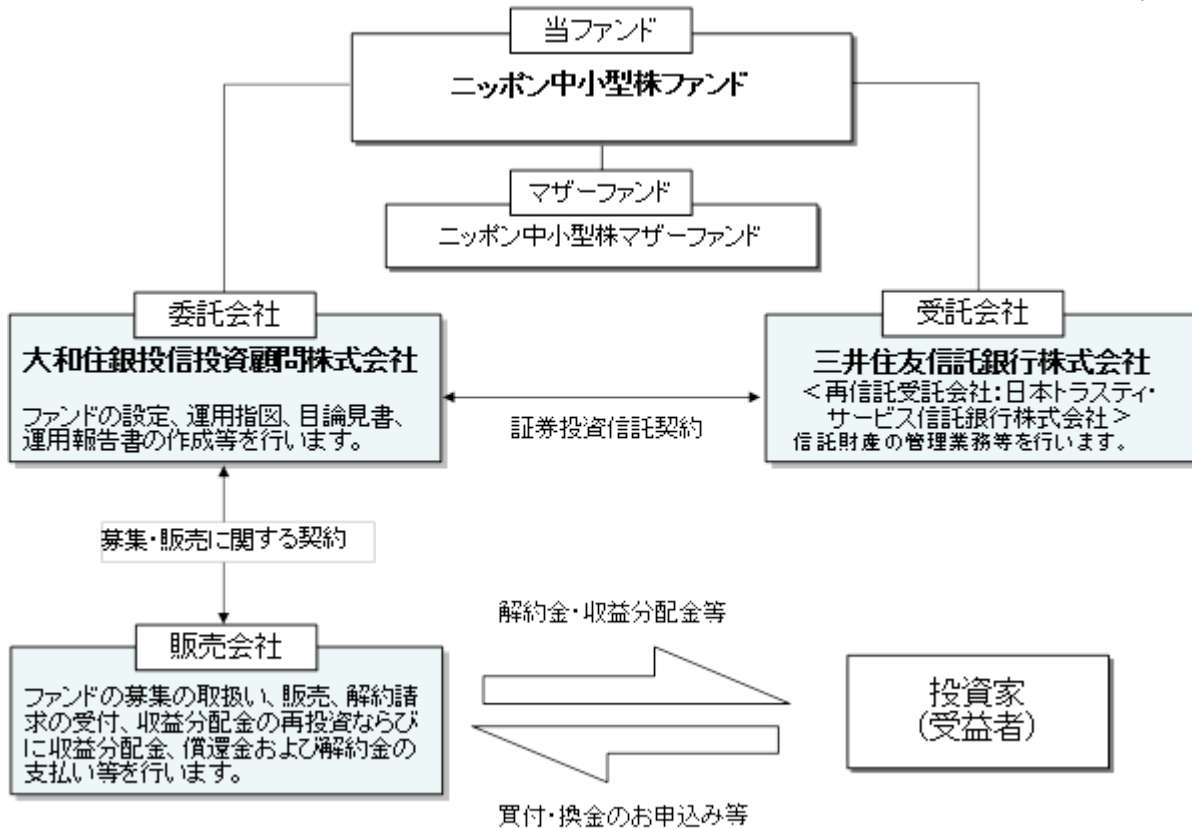 当ファンド
ニッポン中小型株ファンド
マザーファンド
ニッポン中小型株マザーファンド
委託会社
大和住銀投信投資顧問株式会社
ファンドの設定、運用指図、目論見書、
運用報告書の作成等を行います。
証券投資信託契約
受託会社
三井住友信託銀行株式会社
＜再信託受託会社:日本トラスティ・
サービス信託銀行株式会社＞
信託財産の管理業務等を行います。
募集・販売に関する契約
販売会社
ファンドの募集の取扱い、販売、解約請
求の受付、収益分配金の再投資ならび
に収益分配金、償還金および解約金の
支払い等を行います。
解約金・収益分配金等
買付・換金のお申込み等
投資家
(受益者)